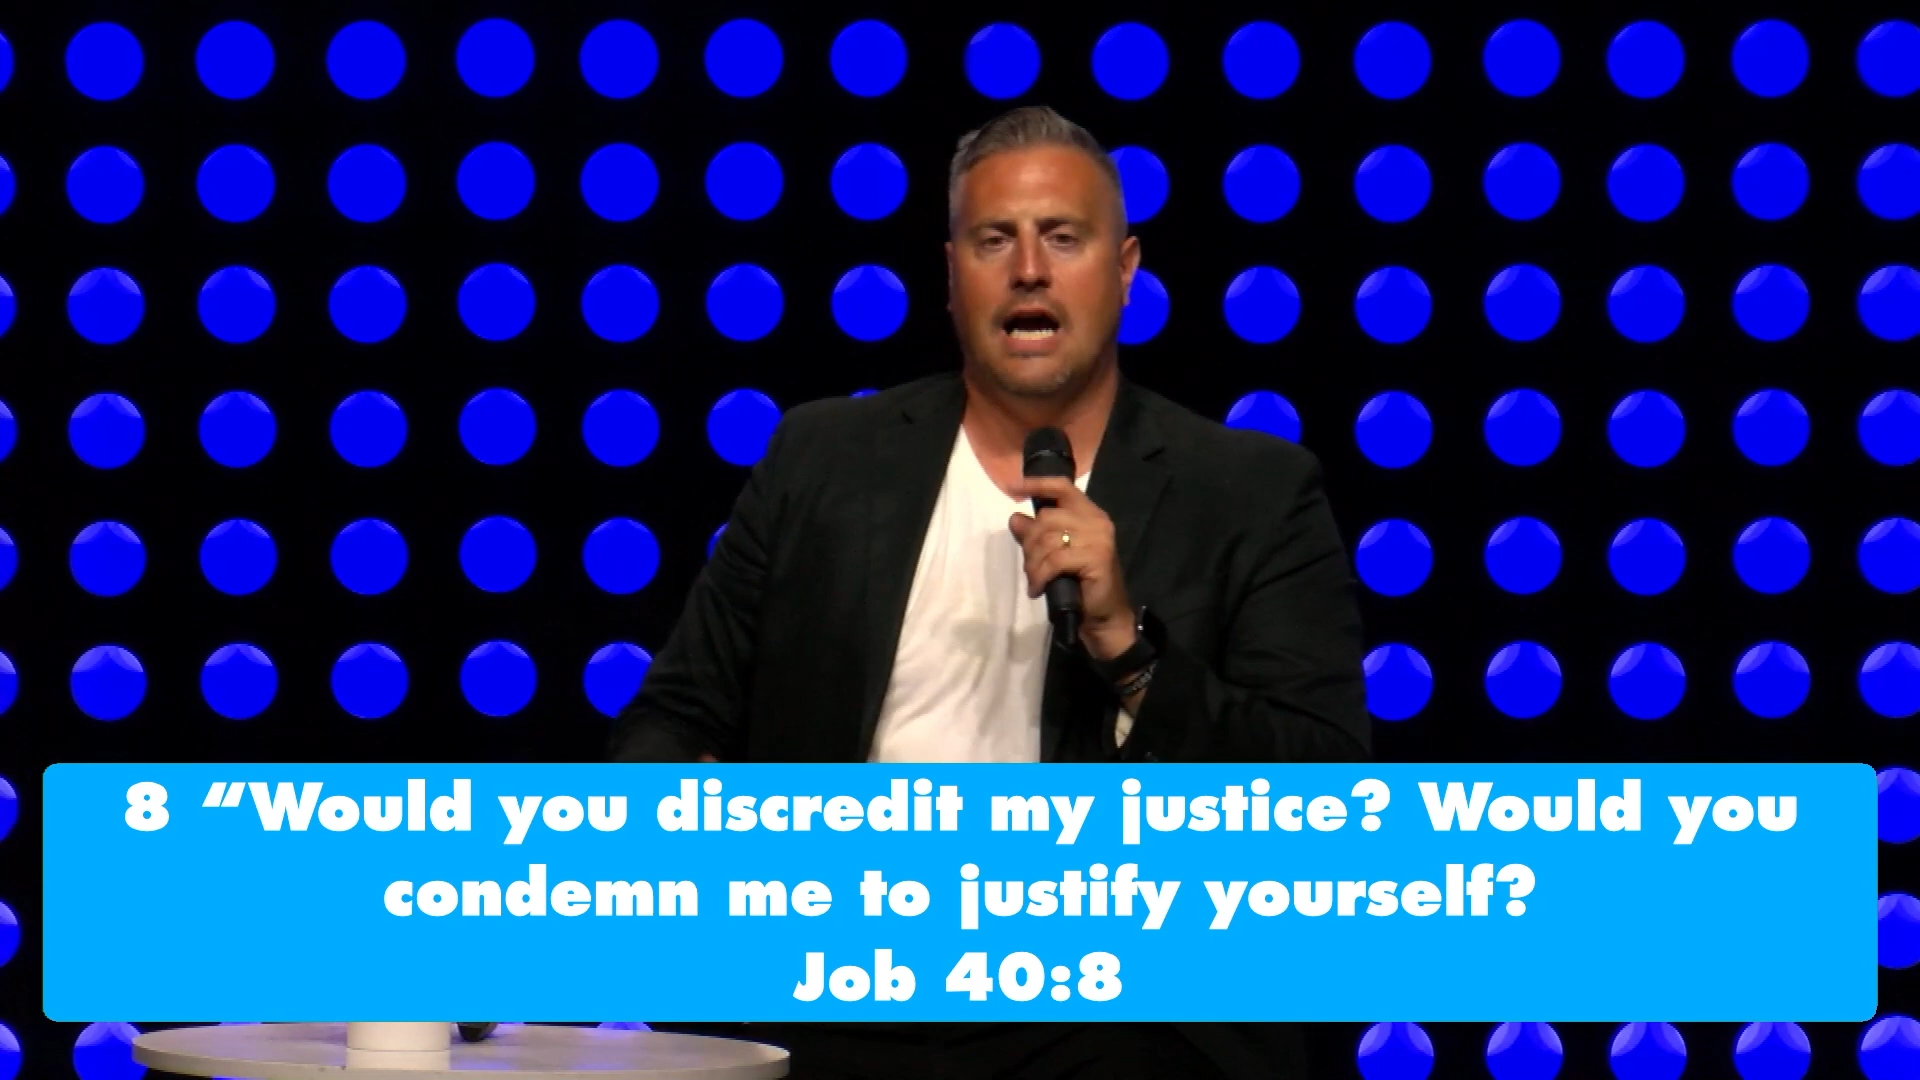 8 “Would you discredit my justice? Would you
condemn me to justify yourself?
Job 40:8